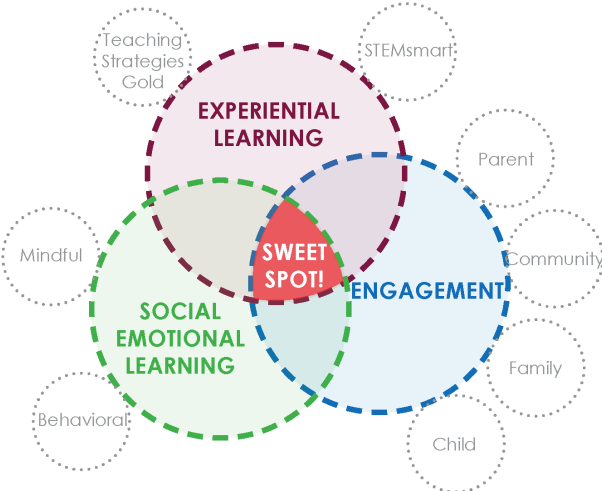 Teaching
Strategies
Gold
STEMsmart
EXPERIENTIAL
LEARNING
Parent
Mindful
SWEET
SPOT!
Community
ENGAGEMENT
SOCIAL
EMOTIONAL
LEARNING
Family
Behavioral
Child